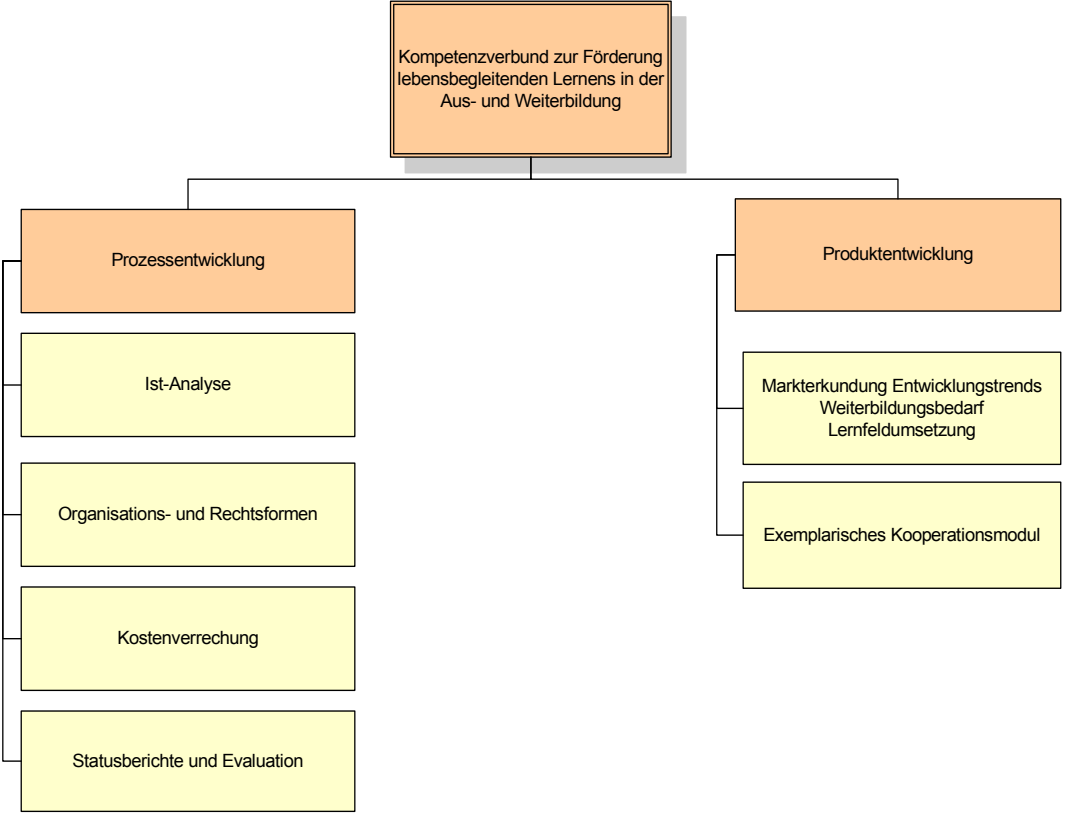 Kompetenzverbund zur Förderung
lebensbegleitenden Lernens in der
Aus- und Weiterbildung
Prozessentwicklung
Ist-Analyse
Organisations- und Rechtsformen
Kostenverrechung
Statusberichte und Evaluation
Produktentwicklung
Markterkundung Entwicklungstrends
Weiterbildungsbedarf
Lernfeldumsetzung
Exemplarisches Kooperationsmodul